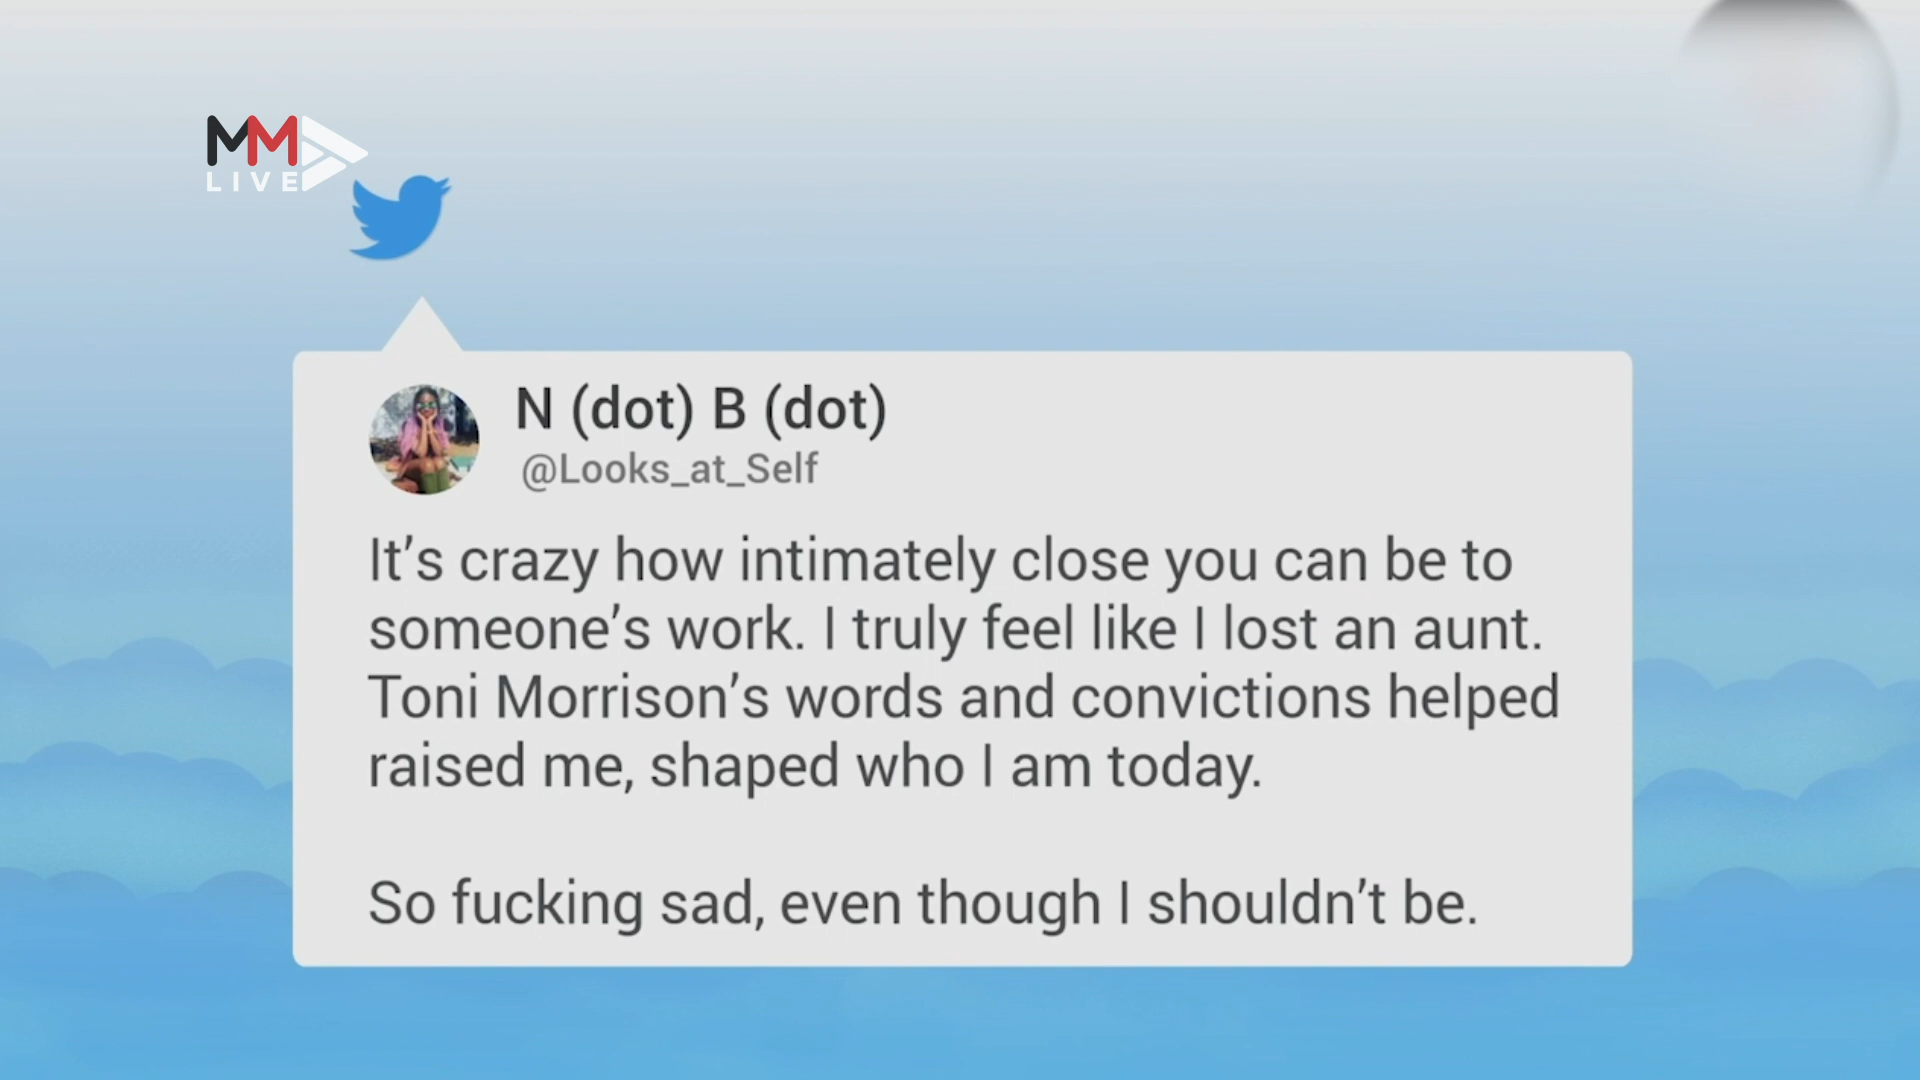 MM
LIVE
N (dot) B (dot)
@Looks_at_Self
It’s crazy how intimately close you can be to
someone’s work. I truly feel like I lost an aunt.
Toni Morrison’s words and convictions helped
raised me, shaped who I am today.
So fucking sad, even though I shouldn’t be.